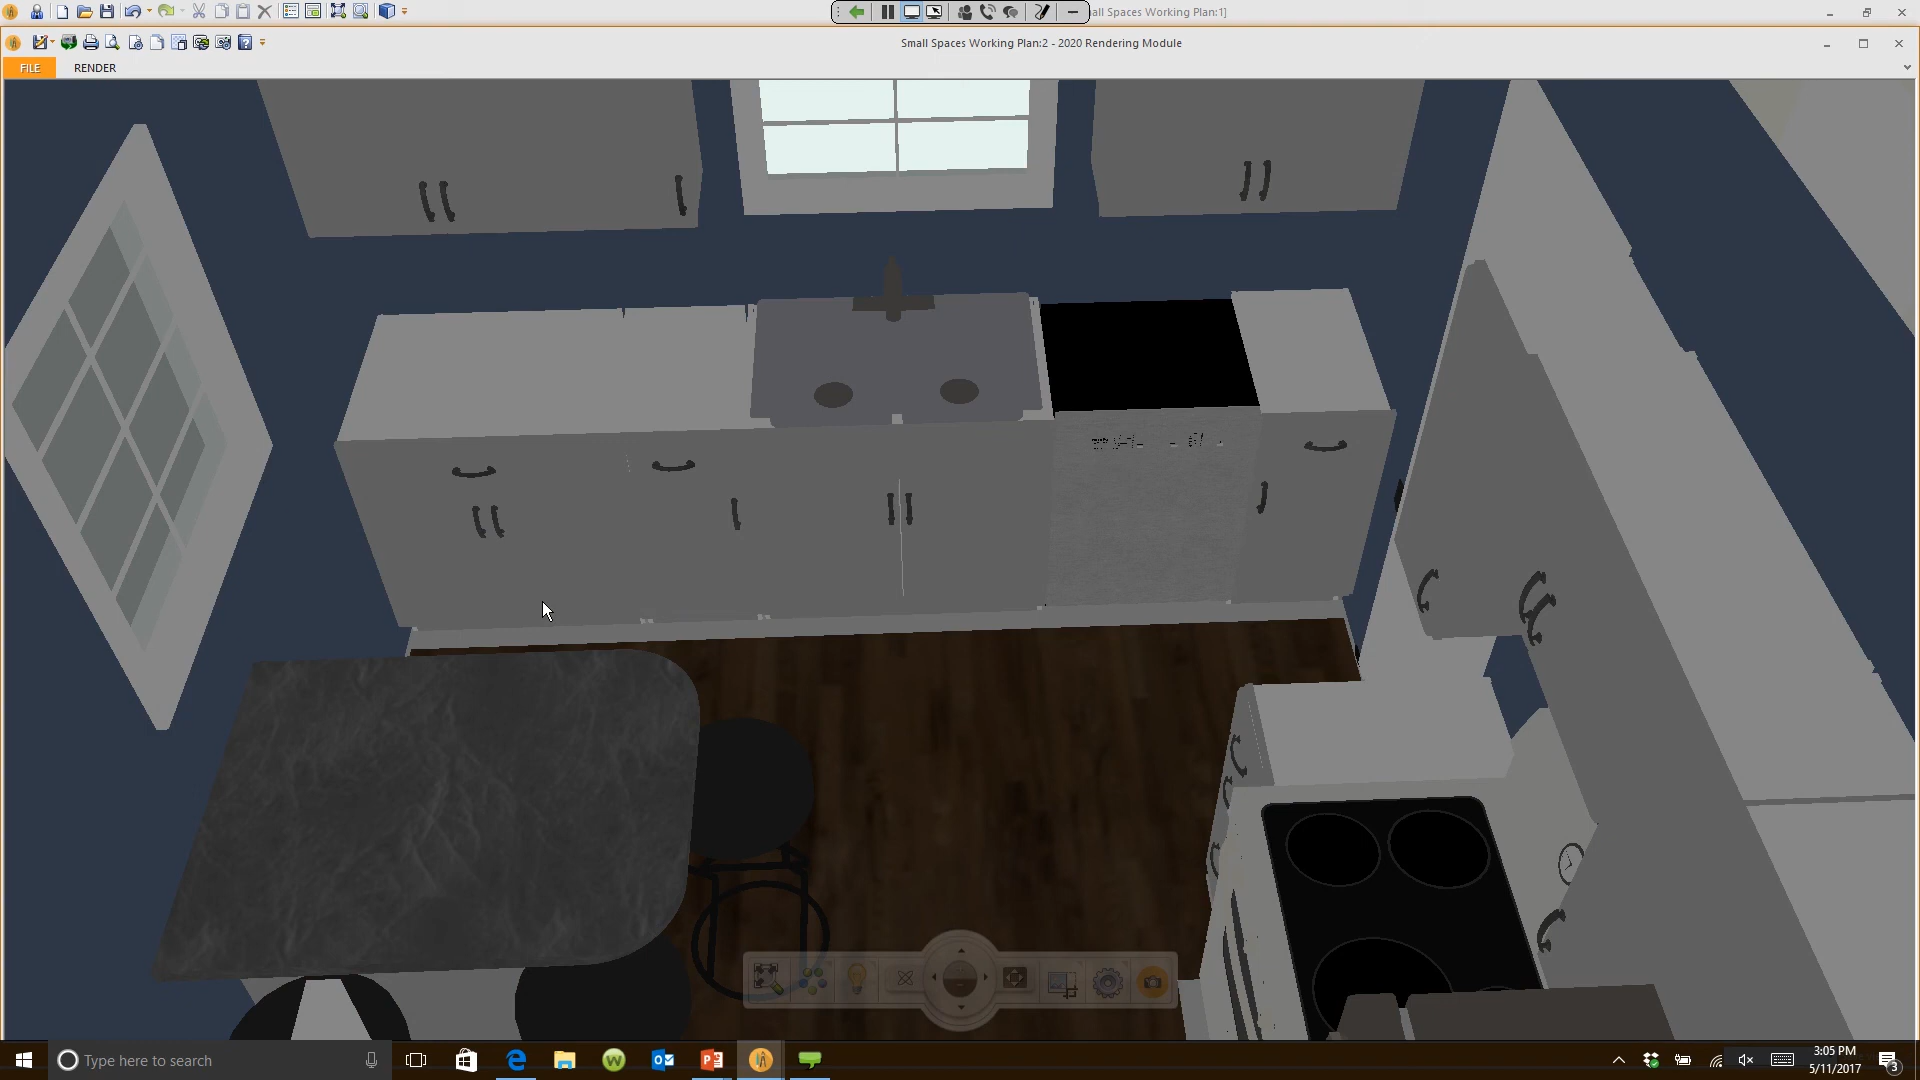 all Spaces Working Plan:1]
Small Spaces Working Plan:2 - 2020 Rendering Module
FILE
RENDER
Type here to search
3:05 PM
5/11/2017
3